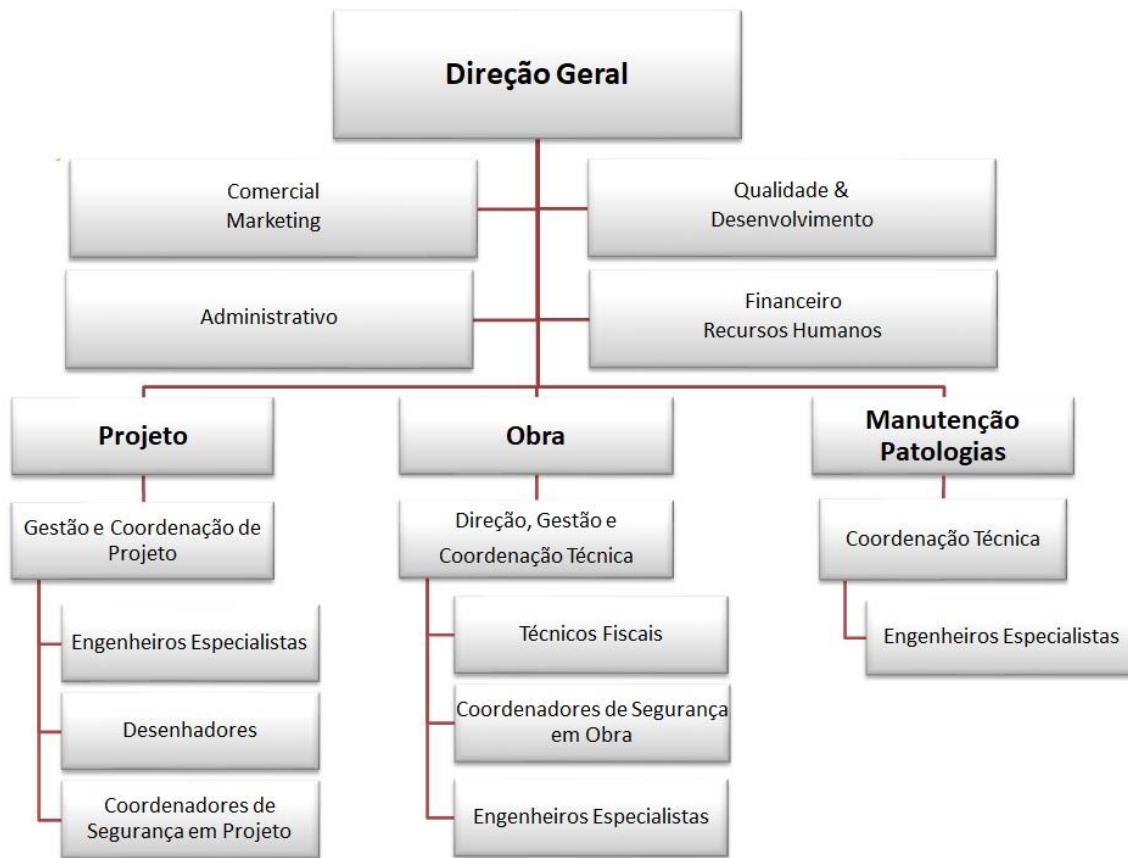 Direção Geral
Comercial
Marketing
Qualidade &
Desenvolvimento
Administrativo
Financeiro
Recursos Humanos
Projeto
Obra
Manutenção
Patologias
Gestão e Coordenação de
Projeto
Direção, Gestão e
Coordenação Técnica
Coordenação Técnica
Engenheiros Especialistas
Desenhadores
Coordenadores de
Segurança em Projeto
Técnicos Fiscais
Coordenadores de Segurança
em Obra
Engenheiros Especialistas
Engenheiros Especialistas